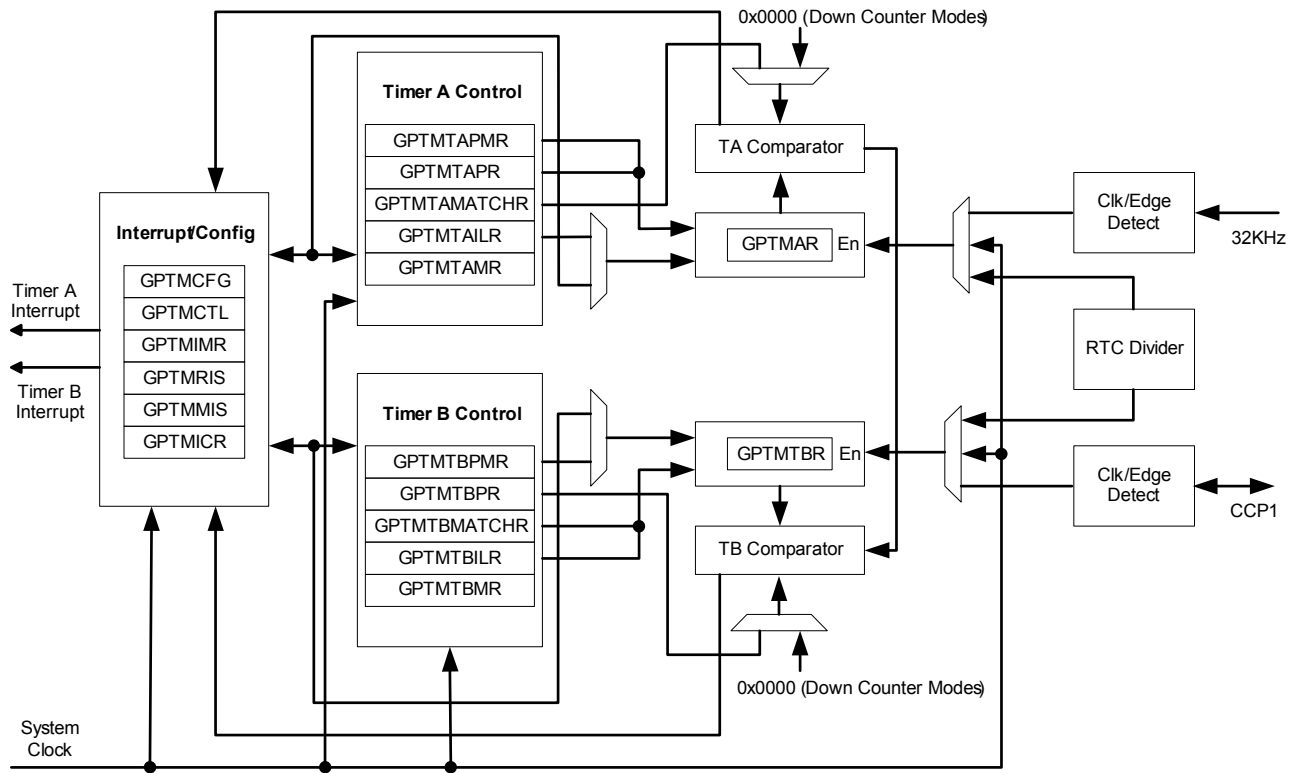 0x0000 (Down Counter Modes)
Timer A Control
GPTMTAPMR
GPTMTAPR
GPTMTAMATCHR
GPTMTAILR
GPTMTAMR
TA Comparator
GPTMAR
En
Clk/Edge
Detect
32KHz
Interrupt/Config
GPTMCFG
GPTMCTL
GPTMIMR
GPTMRIS
GPTMMIS
GPTMICR
Timer A
Interrupt
Timer B
Interrupt
RTC Divider
Timer B Control
GPTMTBPMR
GPTMTBPR
GPTMTBMATCHR
GPTMTBILR
GPTMTBMR
GPTMTBR
En
TB Comparator
Clk/Edge
Detect
CCP1
0x0000 (Down Counter Modes)
System
Clock